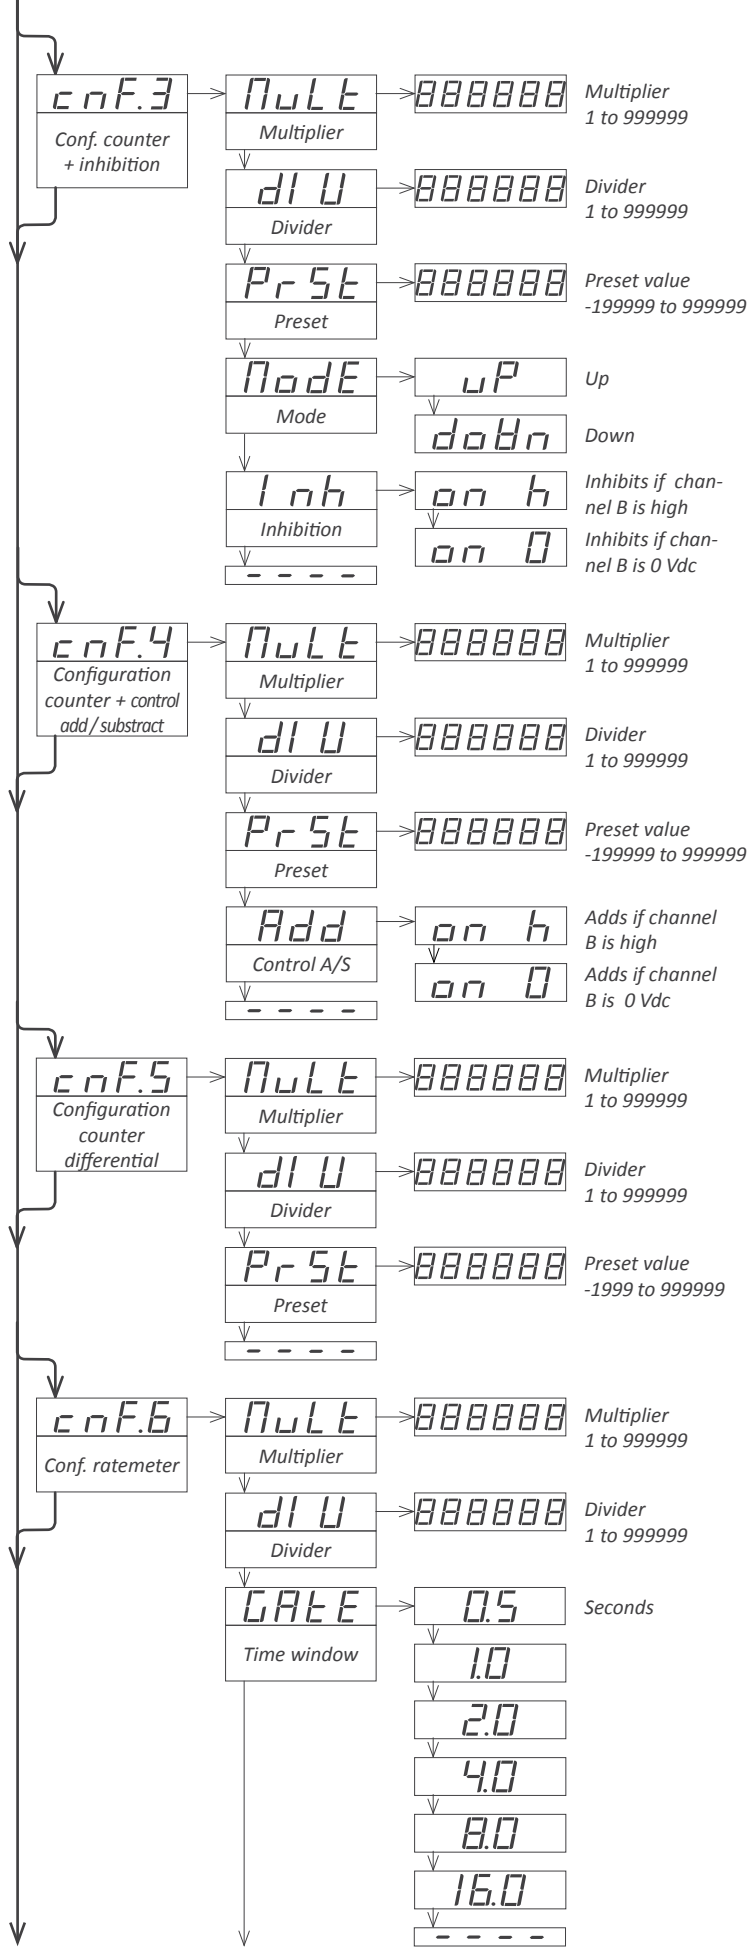 cnF.3
Conf. counter
+ inhibition
MuLt
Multiplier
888888
Multiplier
1 to 999999
dIV
Divider
888888
Divider
1 to 999999
PrSt
Preset
888888
Preset value
-199999 to 999999
ModE
Mode
uP
Up
doWn
Down
Inh
Inhibition
on h
Inhibits if chan-
nel B is high
on 0
Inhibits if chan-
nel B is 0 Vdc
- - - -
cnF.4
Configuration
counter + control
add / substract
MuLt
Multiplier
888888
Multiplier
1 to 999999
dIV
Divider
888888
Divider
1 to 999999
PrSt
Preset
888888
Preset value
-199999 to 999999
Add
Control A/S
on h
Adds if channel
B is high
on 0
Adds if channel
B is 0 Vdc
- - - -
cnF.5
Configuration
counter
differential
MuLt
Multiplier
888888
Multiplier
1 to 999999
dIV
Divider
888888
Divider
1 to 999999
PrSt
Preset
888888
Preset value
-1999 to 999999
- - - -
cnF.6
Conf. ratemeter
MuLt
Multiplier
888888
Multiplier
1 to 999999
dIV
Divider
888888
Divider
1 to 999999
GAtE
Time window
0.5
Seconds
1.0
2.0
4.0
8.0
16.0
- - - -